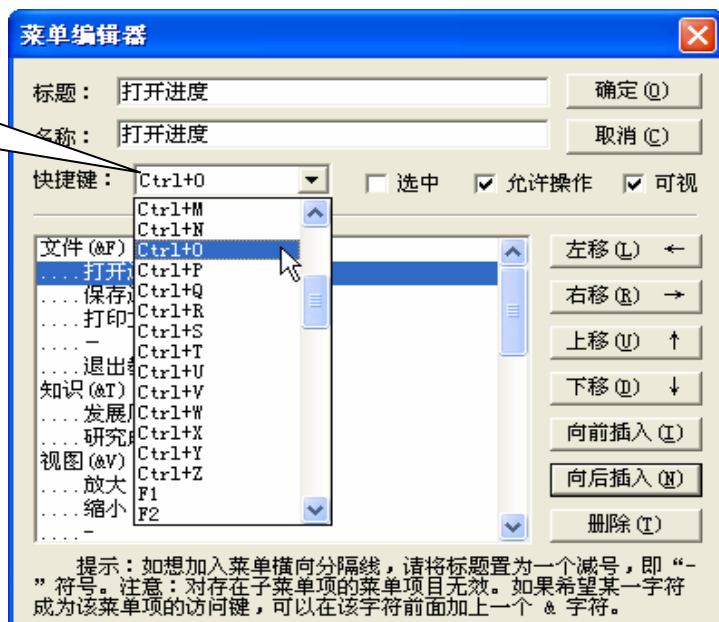 菜单编辑器
标题： 打开进度 确定(O)
名称： 打开进度 取消(C)
快捷键： Ctrl+O 选中 允许操作 可视
Ctrl+M
Ctrl+N
文件(&F) Ctrl+O 左移(L) ←
....打开 Ctrl+P
....保存 Ctrl+Q 右移(R) →
....打印 Ctrl+R
Ctrl+S
....- Ctrl+T 上移(U) ↑
....退出 Ctrl+U
知识(&T) Ctrl+V 下移(D) ↓
....发展 Ctrl+W
....研究 Ctrl+X 向前插入(I)
视图(&V) Ctrl+Y
....放大 Ctrl+Z 向后插入(N)
F1
....缩小 F2
....- 删除(T)
提示：如想加入菜单横向分隔线，请将标题置为一个减号，即“-
”符号。注意：对存在子菜单项的菜单项目无效。如果希望某一字符
成为该菜单项的访问键，可以在该字符前面加上一个 & 字符。